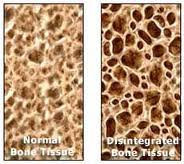 Normal
Bone Tissue
Disintegrated
Bone Tissue